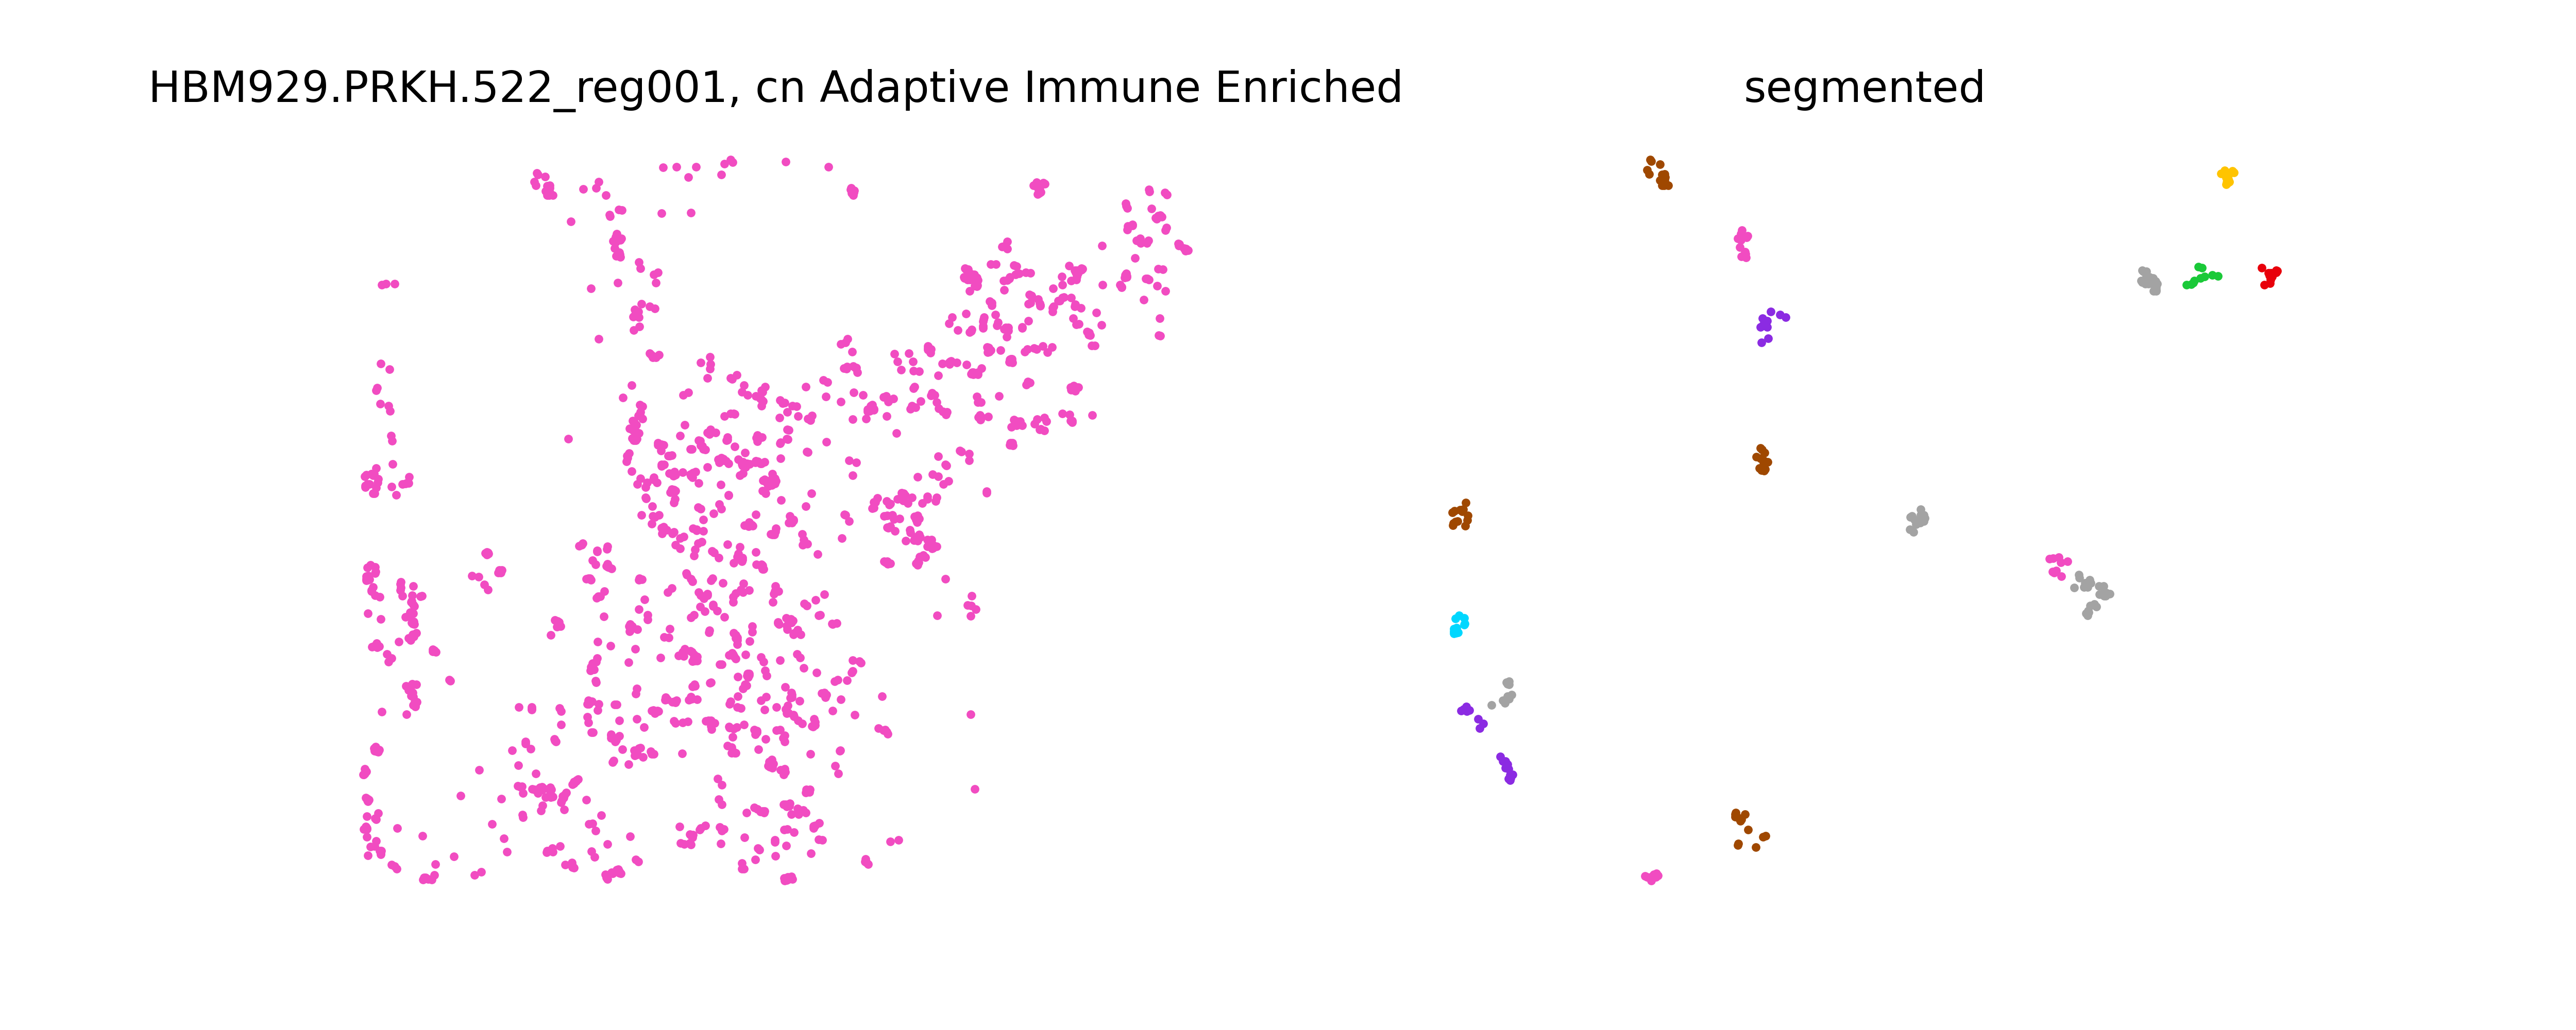 HBM929.PRKH.522_reg001, cn Adaptive Immune Enriched
segmented